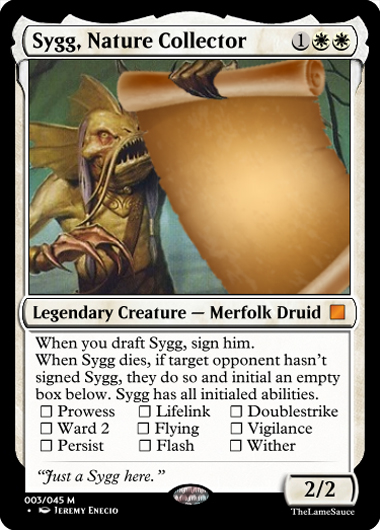 Sygg, Nature Collector 1
Legendary Creature — Merfolk Druid
When you draft Sygg, sign him.
When Sygg dies, if target opponent hasn't
signed Sygg, they do so and initial an empty
box below. Sygg has all initialed abilities.
☐ Prowess ☐ Lifelink ☐ Doublestrike
☐ Ward 2 ☐ Flying ☐ Vigilance
☐ Persist ☐ Flash ☐ Wither
“Just a Sygg here.”
2/2
003/045 M
• Jeremy Enecio TheLameSauce